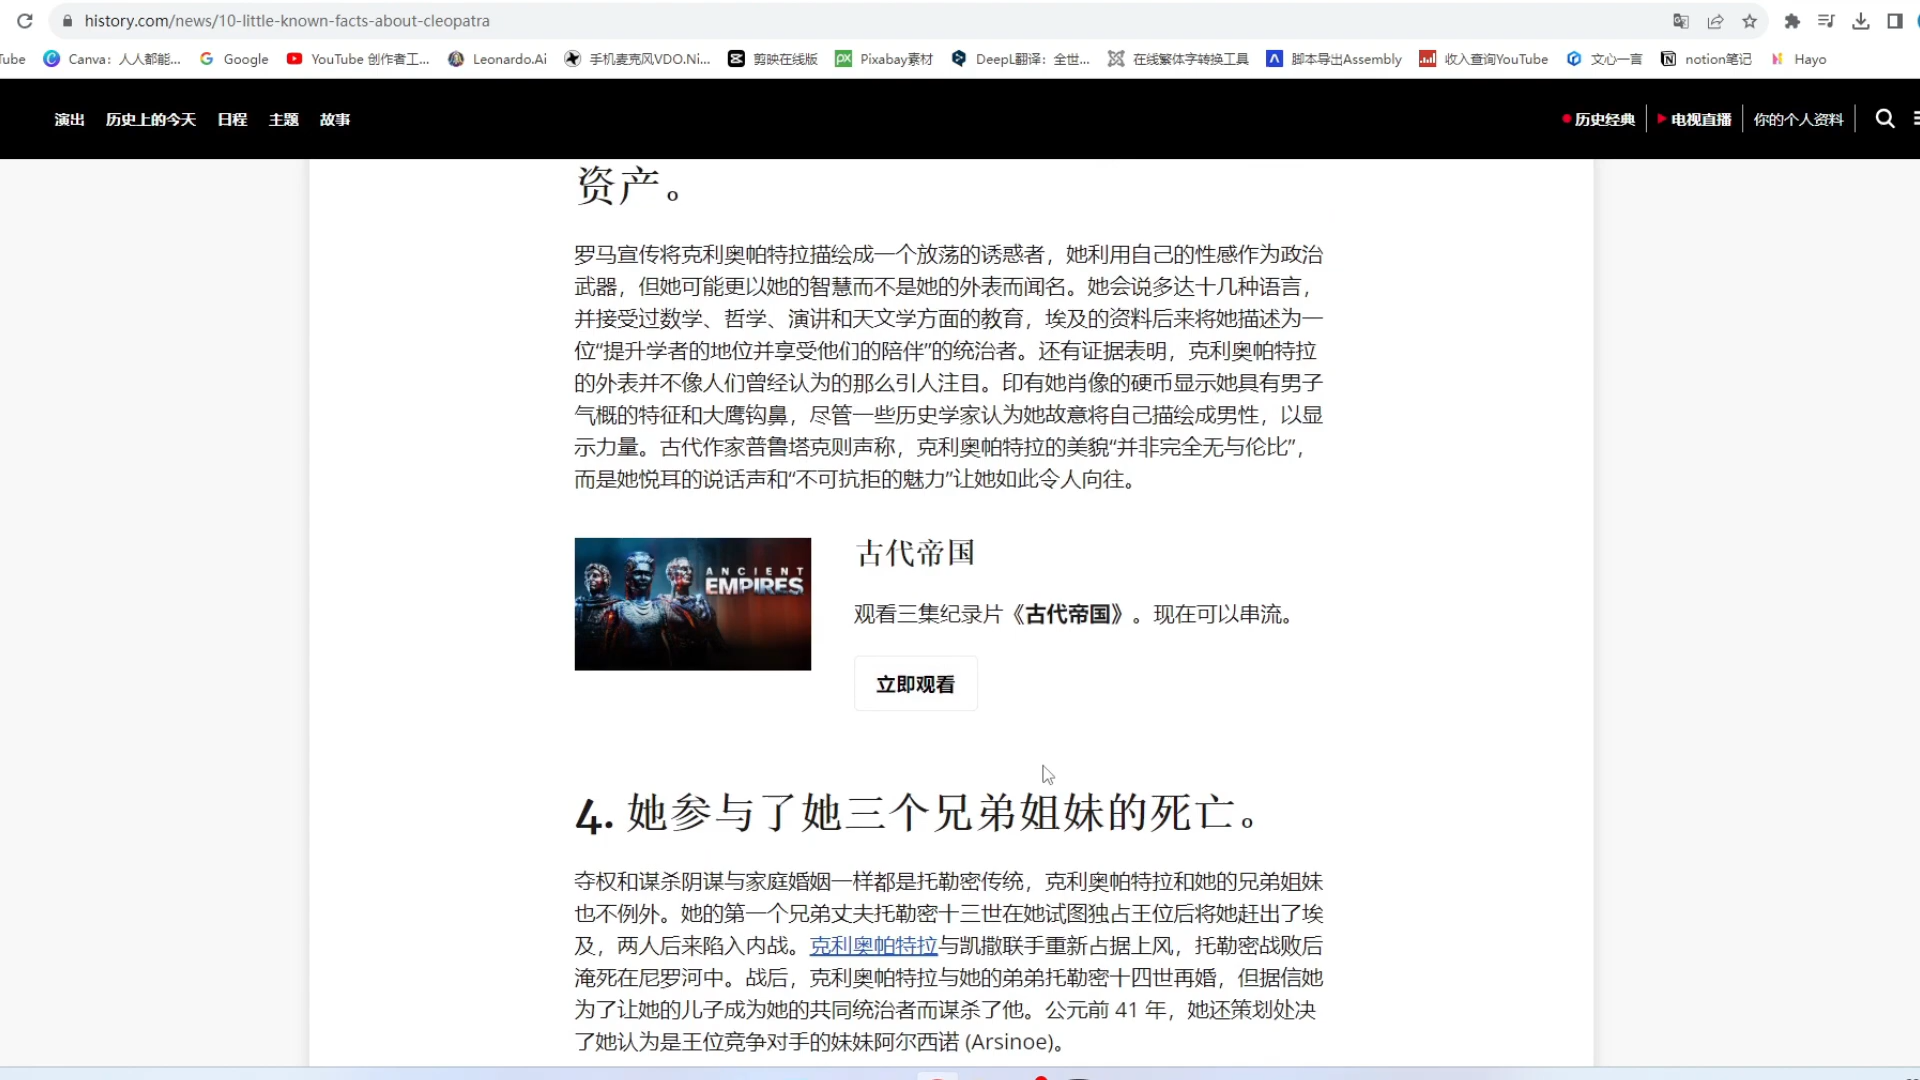 history.com/news/10-little-known-facts-about-cleopatra
Tube Canva：人人都能... Google YouTube 创作者工... Leonardo.Ai 手机麦克风VDO.Ni... 剪映在线版 Pixabay素材 DeepL翻译：全世... 在线繁体字转换工具 脚本导出Assembly 收入查询YouTube 文心一言 notion笔记 Hayo
演出 历史上的今天 日程 主题 故事 历史经典 电视直播 你的个人资料
资产。
罗马宣传将克利奥帕特拉描绘成一个放荡的诱惑者，她利用自己的性感作为政治
武器，但她可能更以她的智慧而不是她的外表而闻名。她会说多达十几种语言，
并接受过数学、哲学、演讲和天文学方面的教育，埃及的资料后来将她描述为一
位“提升学者的地位并享受他们的陪伴”的统治者。还有证据表明，克利奥帕特拉
的外表并不像人们曾经认为的那么引人注目。印有她肖像的硬币显示她具有男子
气概的特征和大鹰钩鼻，尽管一些历史学家认为她故意将自己描绘成男性，以显
示力量。古代作家普鲁塔克则声称，克利奥帕特拉的美貌“并非完全无与伦比”，
而是她悦耳的说话声和“不可抗拒的魅力”让她如此令人向往。
ANCIENT
EMPIRES
古代帝国
观看三集纪录片《古代帝国》。现在可以串流。
立即观看
4. 她参与了她三个兄弟姐妹的死亡。
夺权和谋杀阴谋与家庭婚姻一样都是托勒密传统，克利奥帕特拉和她的兄弟姐妹
也不例外。她的第一个兄弟丈夫托勒密十三世在她试图独占王位后将她赶出了埃
及，两人后来陷入内战。克利奥帕特拉与凯撒联手重新占据上风，托勒密战败后
淹死在尼罗河中。战后，克利奥帕特拉与她的弟弟托勒密十四世再婚，但据信她
为了让她的儿子成为她的共同统治者而谋杀了他。公元前 41 年，她还策划处决
了她认为是王位竞争对手的妹妹阿尔西诺 (Arsinoe)。